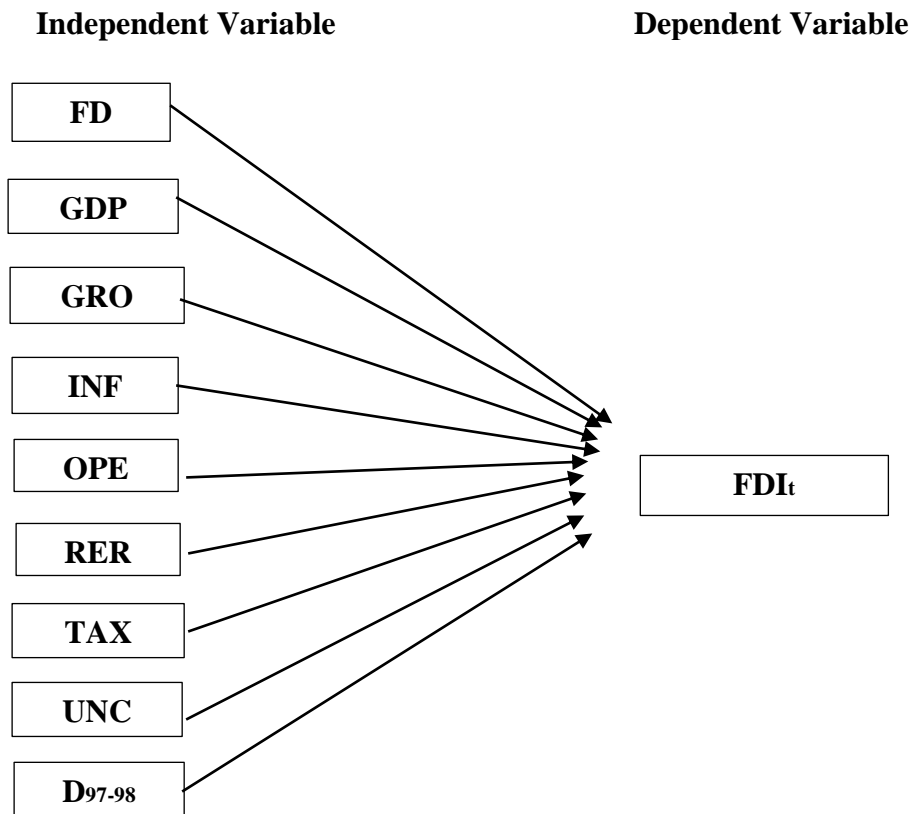 Independent Variable
Dependent Variable
FD
GDP
GRO
INF
OPE
FDIt
RER
TAX
UNC
D97-98